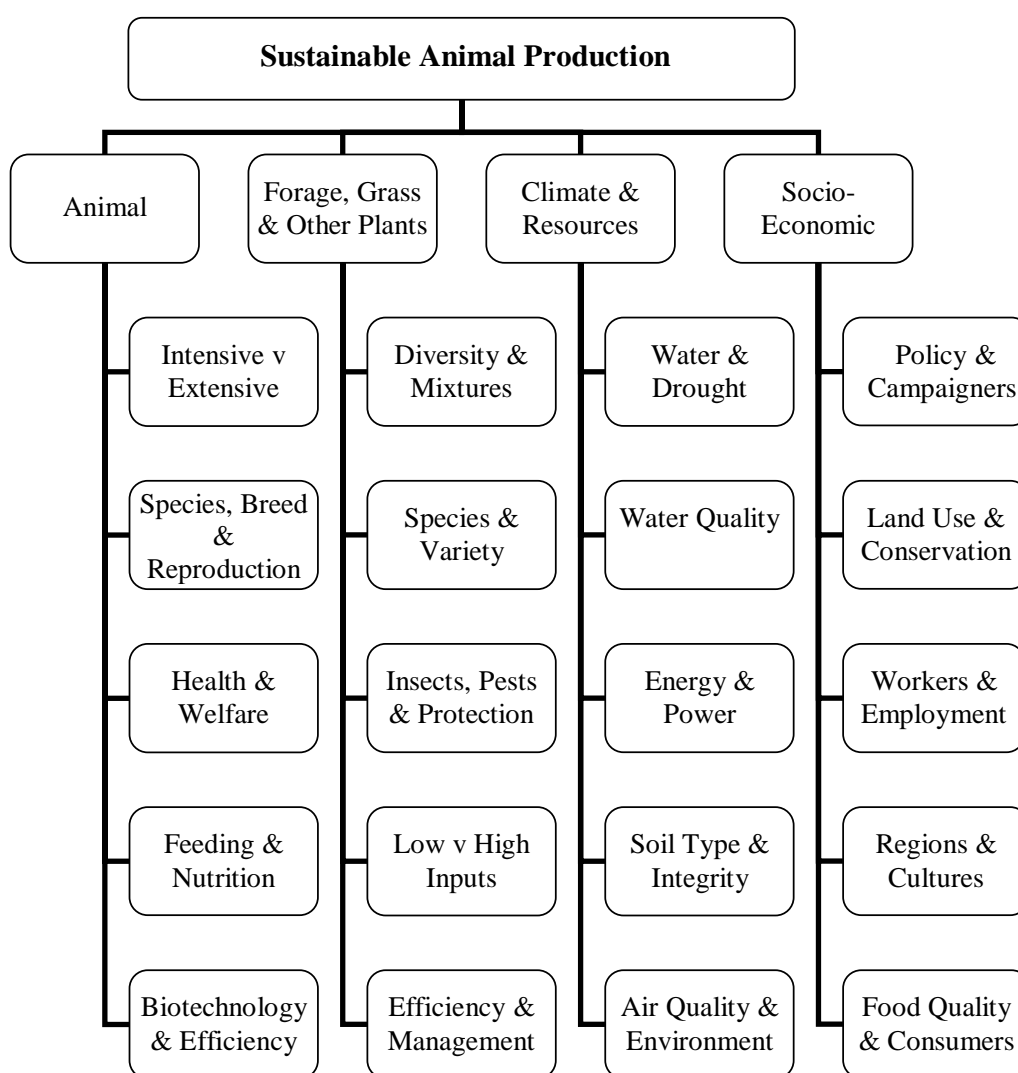 Sustainable Animal Production
Animal
Forage, Grass
& Other Plants
Climate &
Resources
Socio-
Economic
Intensive v
Extensive
Diversity &
Mixtures
Water &
Drought
Policy &
Campaigners
Species, Breed
&
Reproduction
Species &
Variety
Water Quality
Land Use &
Conservation
Health &
Welfare
Insects, Pests
& Protection
Energy &
Power
Workers &
Employment
Feeding &
Nutrition
Low v High
Inputs
Soil Type &
Integrity
Regions &
Cultures
Biotechnology
& Efficiency
Efficiency &
Management
Air Quality &
Environment
Food Quality
& Consumers